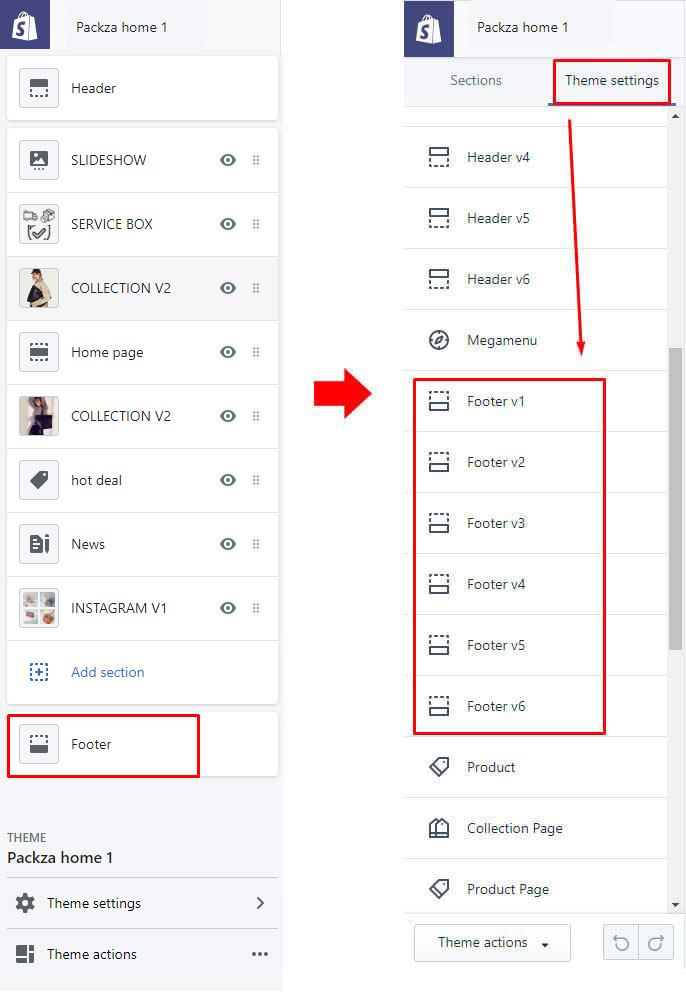 Packza home 1
Header
SLIDESHOW
SERVICE BOX
COLLECTION V2
Home page
COLLECTION V2
hot deal
News
INSTAGRAM V1
Add section
Footer
THEME
Packza home 1
Theme settings
Theme actions
Packza home 1
Sections
Theme settings
Header v4
Header v5
Header v6
Megamenu
Footer v1
Footer v2
Footer v3
Footer v4
Footer v5
Footer v6
Product
Collection Page
Product Page
Theme actions